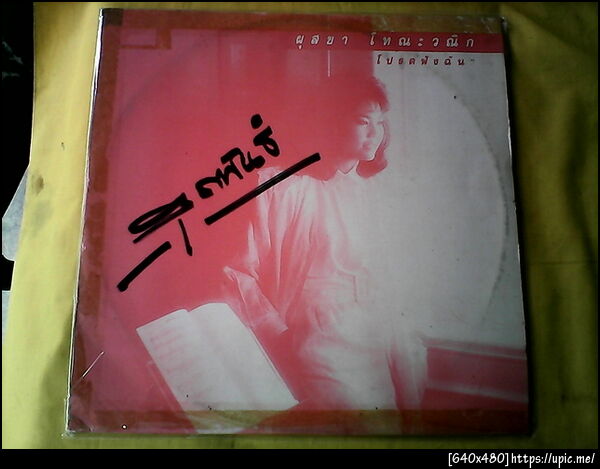 ผุสชา โทณะวณิก
โปรดฟังฉัน
[640x480]https://upic.me/